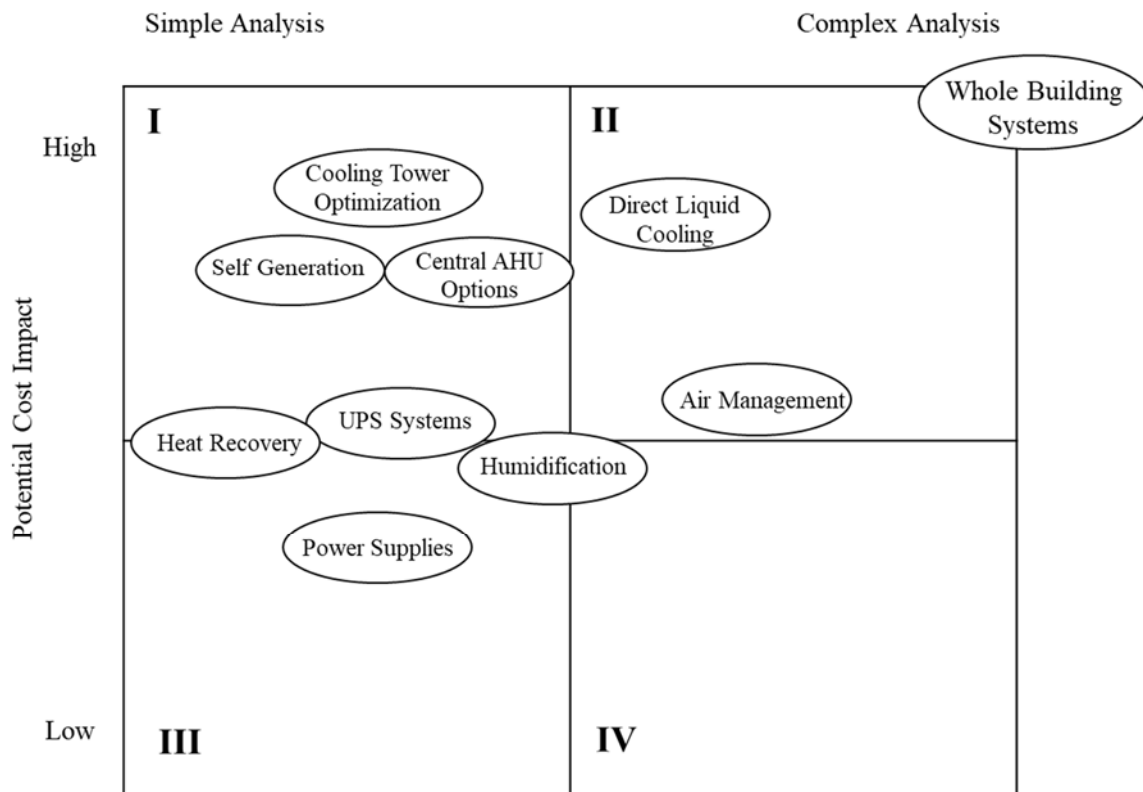 Simple Analysis
Complex Analysis
Whole Building
Systems
I
II
High
Cooling Tower
Optimization
Direct Liquid
Cooling
Self Generation
Central AHU
Options
Potential Cost Impact
Air Management
UPS Systems
Heat Recovery
Humidification
Power Supplies
Low
III
IV